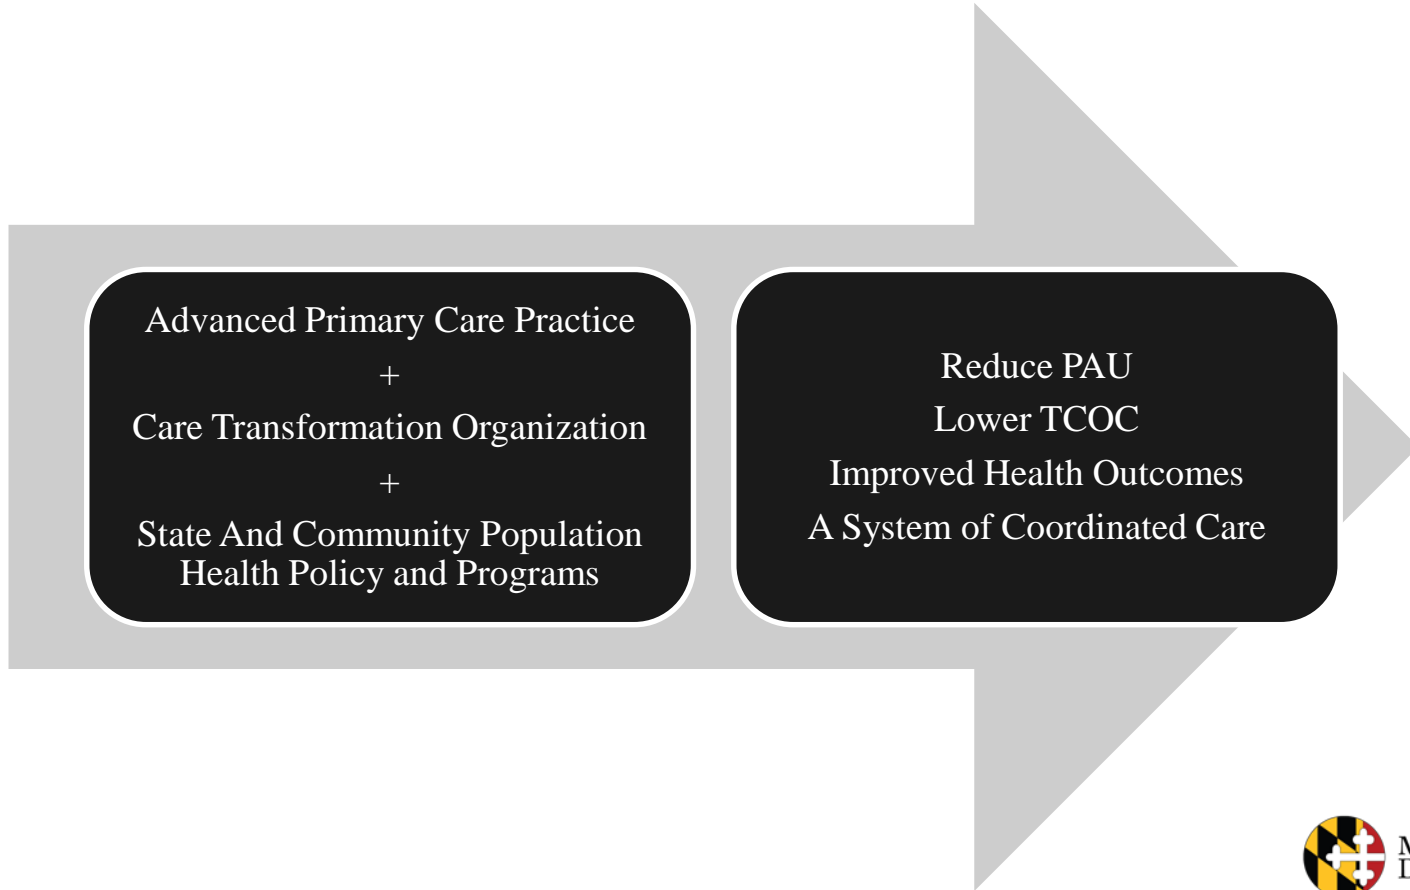 Advanced Primary Care Practice
+
Care Transformation Organization
+
State And Community Population
Health Policy and Programs
Reduce PAU
Lower TCOC
Improved Health Outcomes
A System of Coordinated Care